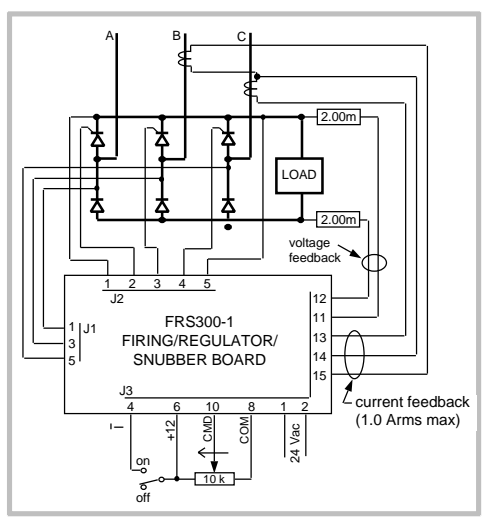 A
B
C
2.00m
LOAD
2.00m
voltage
feedback
1 2 3 4 5
J2
12
FRS300-1
11
1 J1
FIRING/REGULATOR/
13
3
SNUBBER BOARD
14
5
15
J3
4 6 10 8 1 2
current feedback
(1.0 Arms max)
+12
CMD
COM
24 Vac
on
off
10 k